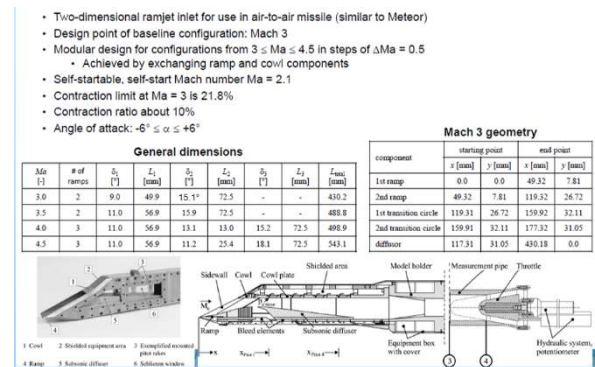 • Two-dimensional ramjet inlet for use in air-to-air missile (similar to Meteor)
• Design point of baseline configuration: Mach 3
• Modular design for configurations from 3 ≤ Ma ≤ 4.5 in steps of ΔMa = 0.5
• Achieved by exchanging ramp and cowl components
• Self-startable, self-start Mach number Ma = 2.1
• Contraction limit at Ma = 3 is 21.8%
• Contraction ratio about 10%
• Angle of attack: -6° ≤ α ≤ +6°
General dimensions
Ma [-] # of ramps δ₁ [°] L₁ [mm] δ₂ [°] L₂ [mm] δ₃ [°] L₃ [mm] Ltotal [mm]
3.0 2 9.0 49.9 15.1° 72.5 - - 430.2
3.5 2 11.0 56.9 15.9 72.5 - - 488.8
4.0 3 11.0 56.9 13.1 13.0 15.2 72.5 498.9
4.5 3 11.0 56.9 11.2 25.4 18.1 72.5 543.1
Mach 3 geometry
component starting point end point
x [mm] y [mm] x [mm] y [mm]
1st ramp 0.0 0.0 49.32 7.81
2nd ramp 49.32 7.81 119.32 26.72
1st transition circle 119.31 26.72 159.92 32.11
2nd transition circle 159.91 32.11 177.32 31.05
diffusor 117.31 31.05 430.18 0.0
1 2 3 4 5 6
1 Cowl 2 Shielded equipment area 3 Exemplified mounted pitot rakes
4 Ramp 5 Subsonic diffuser 6 Schlieren window
Sidewall Cowl Cowl plate Shielded area Model holder Measurement pipe Throttle
Ramp Bleed elements Subsonic diffuser Equipment box with cover Hydraulic system, potentiometer
x
3 4